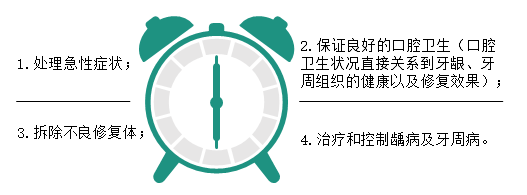 1.处理急性症状；
2.保证良好的口腔卫生（口腔
卫生状况直接关系到牙龈、牙
周组织的健康以及修复效果）；
3.拆除不良修复体；
4.治疗和控制龋病及牙周病。